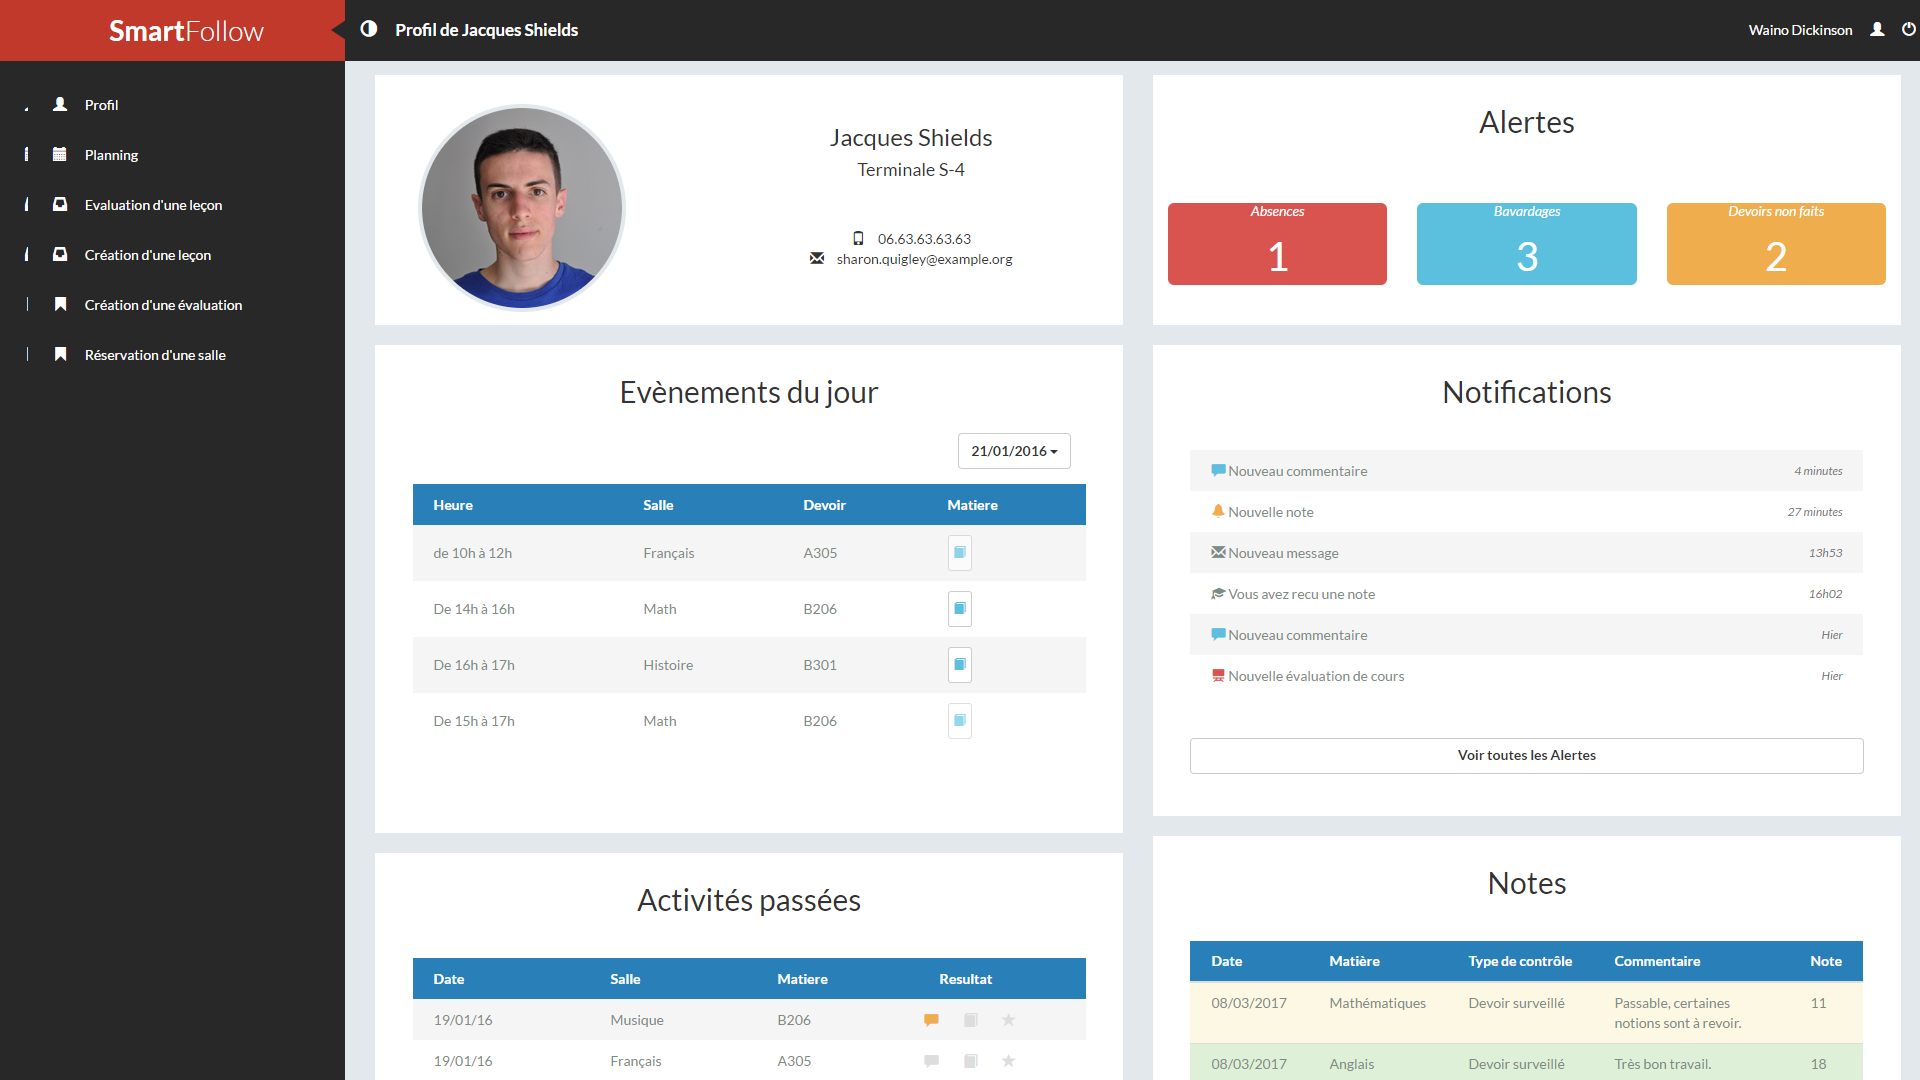 SmartFollow
Profil de Jacques Shields
Waino Dickinson
Profil
Planning
Evaluation d'une leçon
Création d'une leçon
Création d'une évaluation
Réservation d'une salle
Jacques Shields
Terminale S-4
06.63.63.63.63
sharon.quigley@example.org
Alertes
Absences
1
Bavardages
3
Devoirs non faits
2
Evènements du jour
21/01/2016
Heure Salle Devoir Matiere
de 10h à 12h Français A305
De 14h à 16h Math B206
De 16h à 17h Histoire B301
De 15h à 17h Math B206
Notifications
Nouveau commentaire 4 minutes
Nouvelle note 27 minutes
Nouveau message 13h53
Vous avez recu une note 16h02
Nouveau commentaire Hier
Nouvelle évaluation de cours Hier
Voir toutes les Alertes
Activités passées
Date Salle Matiere Resultat
19/01/16 Musique B206
19/01/16 Français A305
Notes
Date Matière Type de contrôle Commentaire Note
08/03/2017 Mathématiques Devoir surveillé Passable, certaines 11
notions sont à revoir.
08/03/2017 Anglais Devoir surveillé Très bon travail. 18